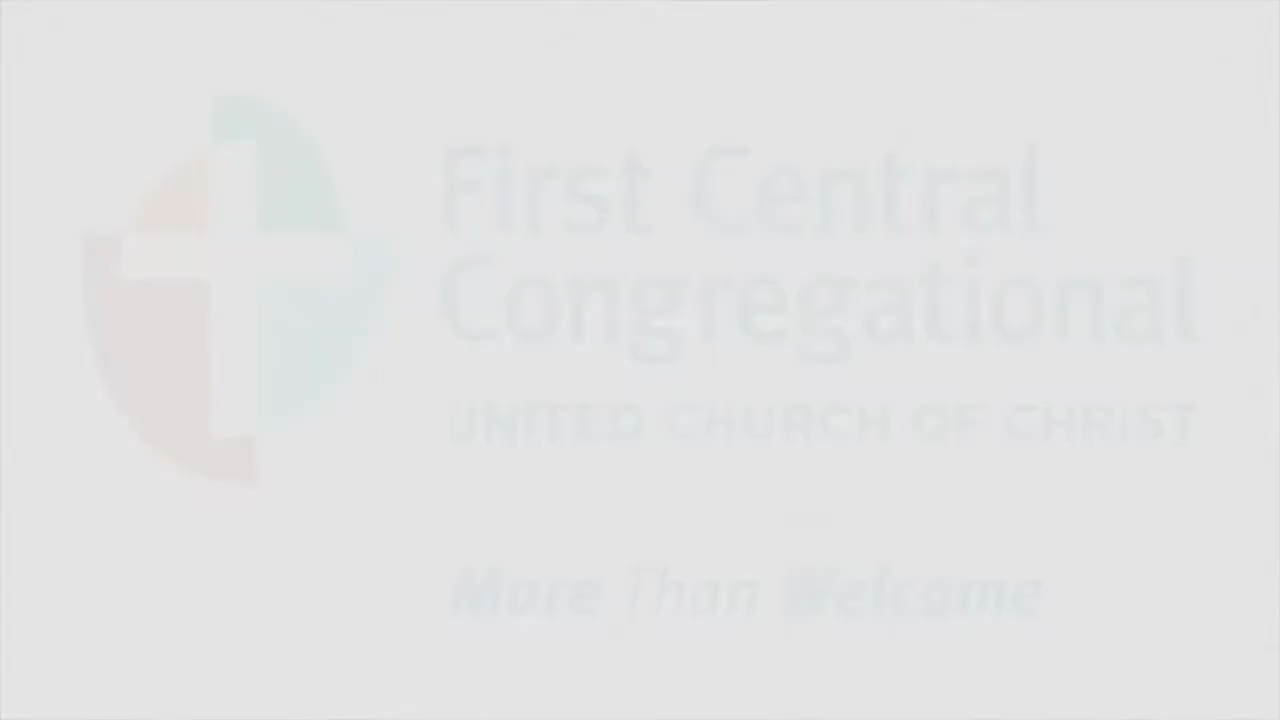 First Central
Congregational
UNITED CHURCH OF CHRIST
More Than Welcome